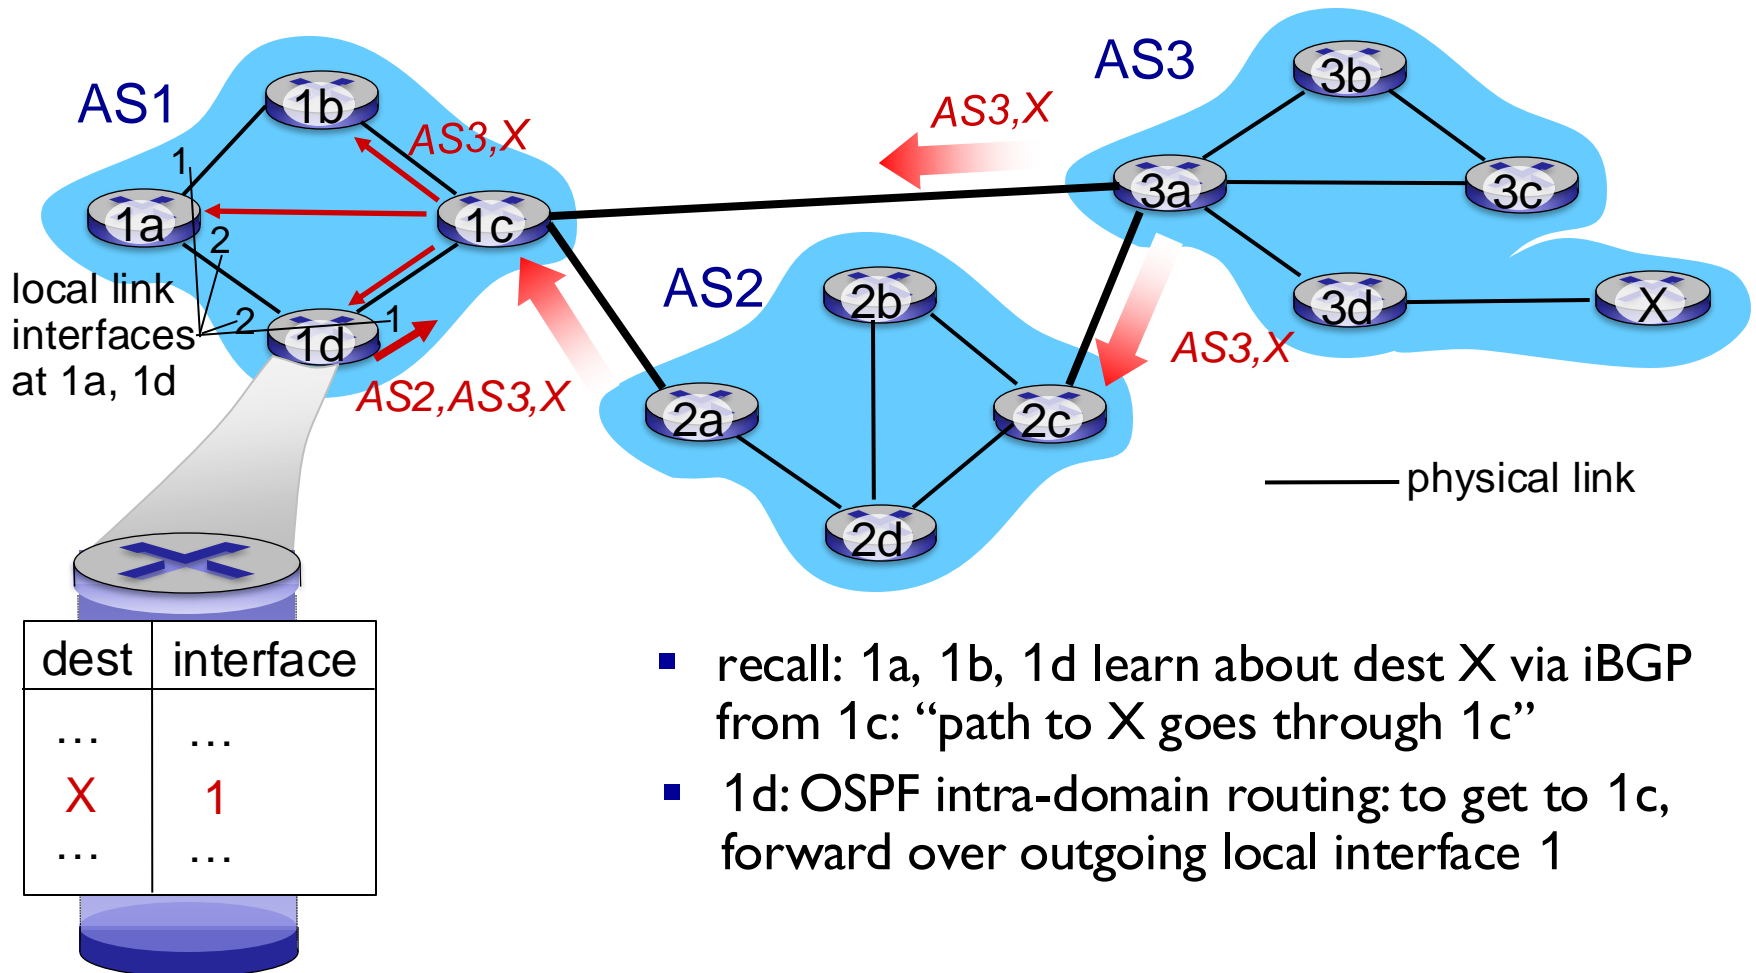 AS1
1b
AS3,X
1
1a
1c
2
local link
interfaces
at 1a, 1d
2
1
1d
AS2,AS3,X
AS3
3b
AS3,X
3a
3c
AS2
2b
3d
X
AS3,X
2a
2c
2d
physical link
dest interface
... ...
X 1
... ...
▪ recall: 1a, 1b, 1d learn about dest X via iBGP
from 1c: “path to X goes through 1c”
▪ 1d: OSPF intra-domain routing: to get to 1c,
forward over outgoing local interface 1